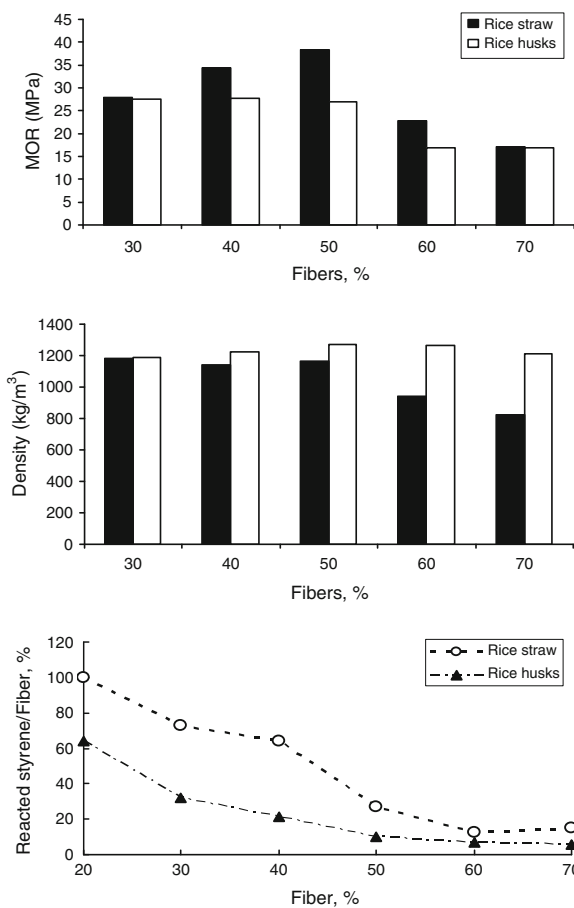 45
40
35
30
25
20
15
10
5
0
MOR (MPa)
Rice straw
Rice husks
30 40 50 60 70
Fibers, %
1400
1200
1000
800
600
400
200
0
Density (kg/m³)
30 40 50 60 70
Fibers, %
120
100
80
60
40
20
0
Reacted styrene/Fiber, %
Rice straw
Rice husks
20 30 40 50 60 70
Fiber, %